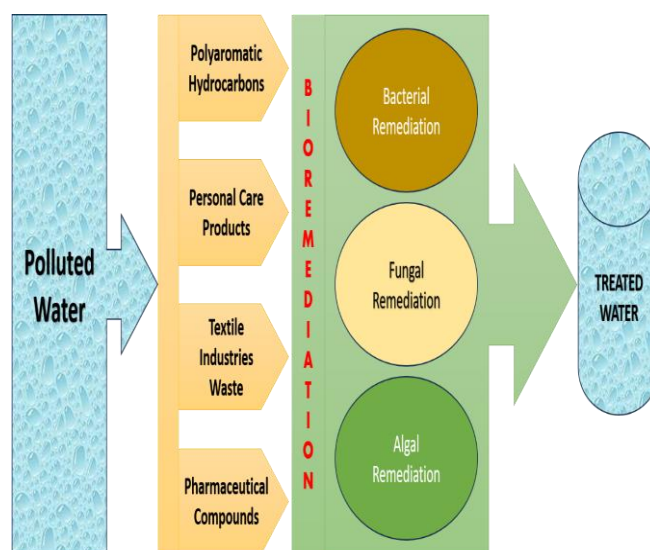 Polluted
Water
Polyaromatic
Hydrocarbons
Personal Care
Products
Textile
Industries
Waste
Pharmaceutical
Compounds
BIOREMEDIATION
Bacterial
Remediation
Fungal
Remediation
Algal
Remediation
TREATED
WATER